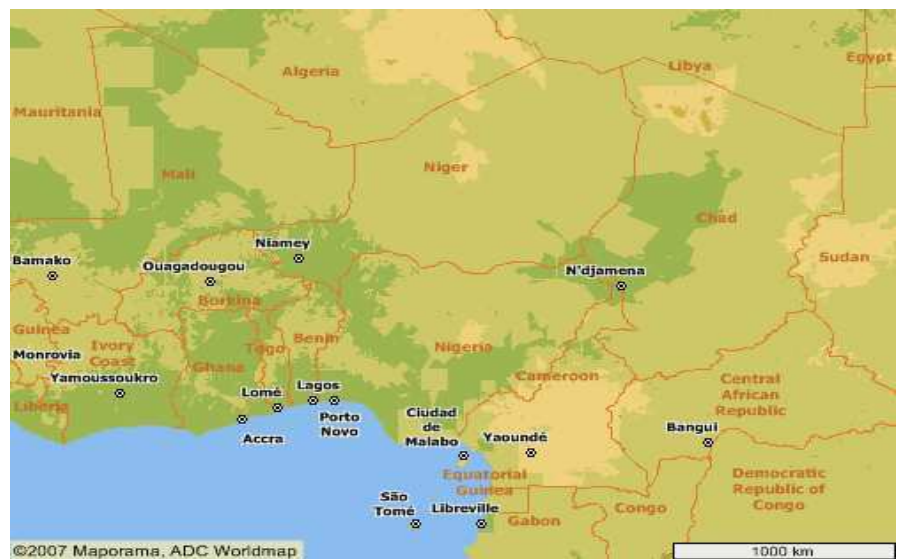 Algeria
Libya
Egypt
Mauritania
Mali
Niger
Chad
Niamey
Bamako
Ouagadougou
N'djamena
Sudan
Borkina
Guinea
Monrovia
Ivory
Coast
Togo
Benin
Nigeria
Ghana
Yamoussoukro
Cameroon
Central
African
Republic
Liberia
Lomé
Lagos
Accra
Porto
Novo
Ciudad
de
Malabo
Yaoundé
Bangui
Equatorial
Guinea
Democratic
Republic of
Congo
São
Tomé
Libreville
Gabon
Congo
©2007 Maporama, ADC Worldmap
1000 km